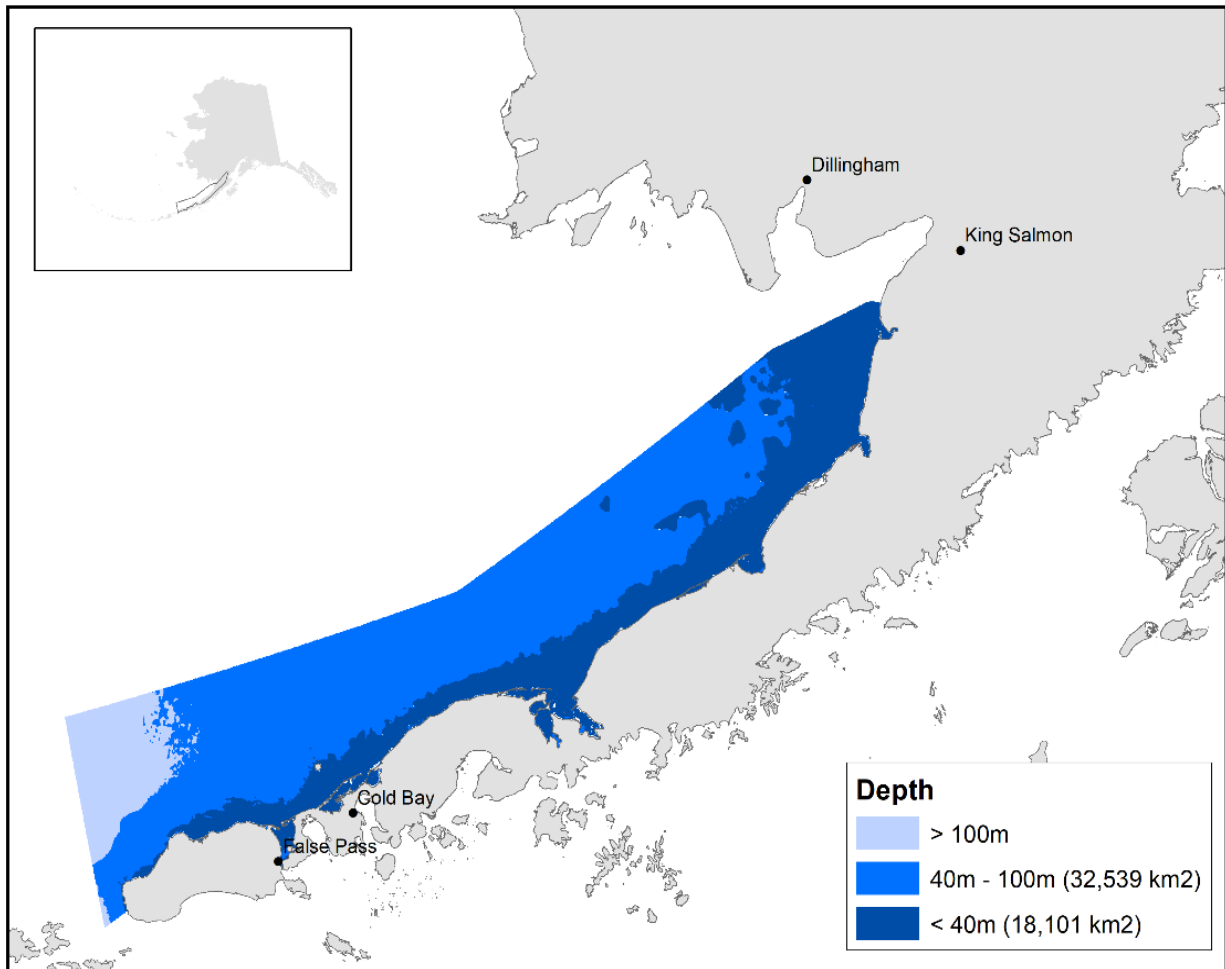 Dillingham
King Salmon
Cold Bay
False Pass
Depth
> 100m
40m - 100m (32,539 km2)
< 40m (18,101 km2)